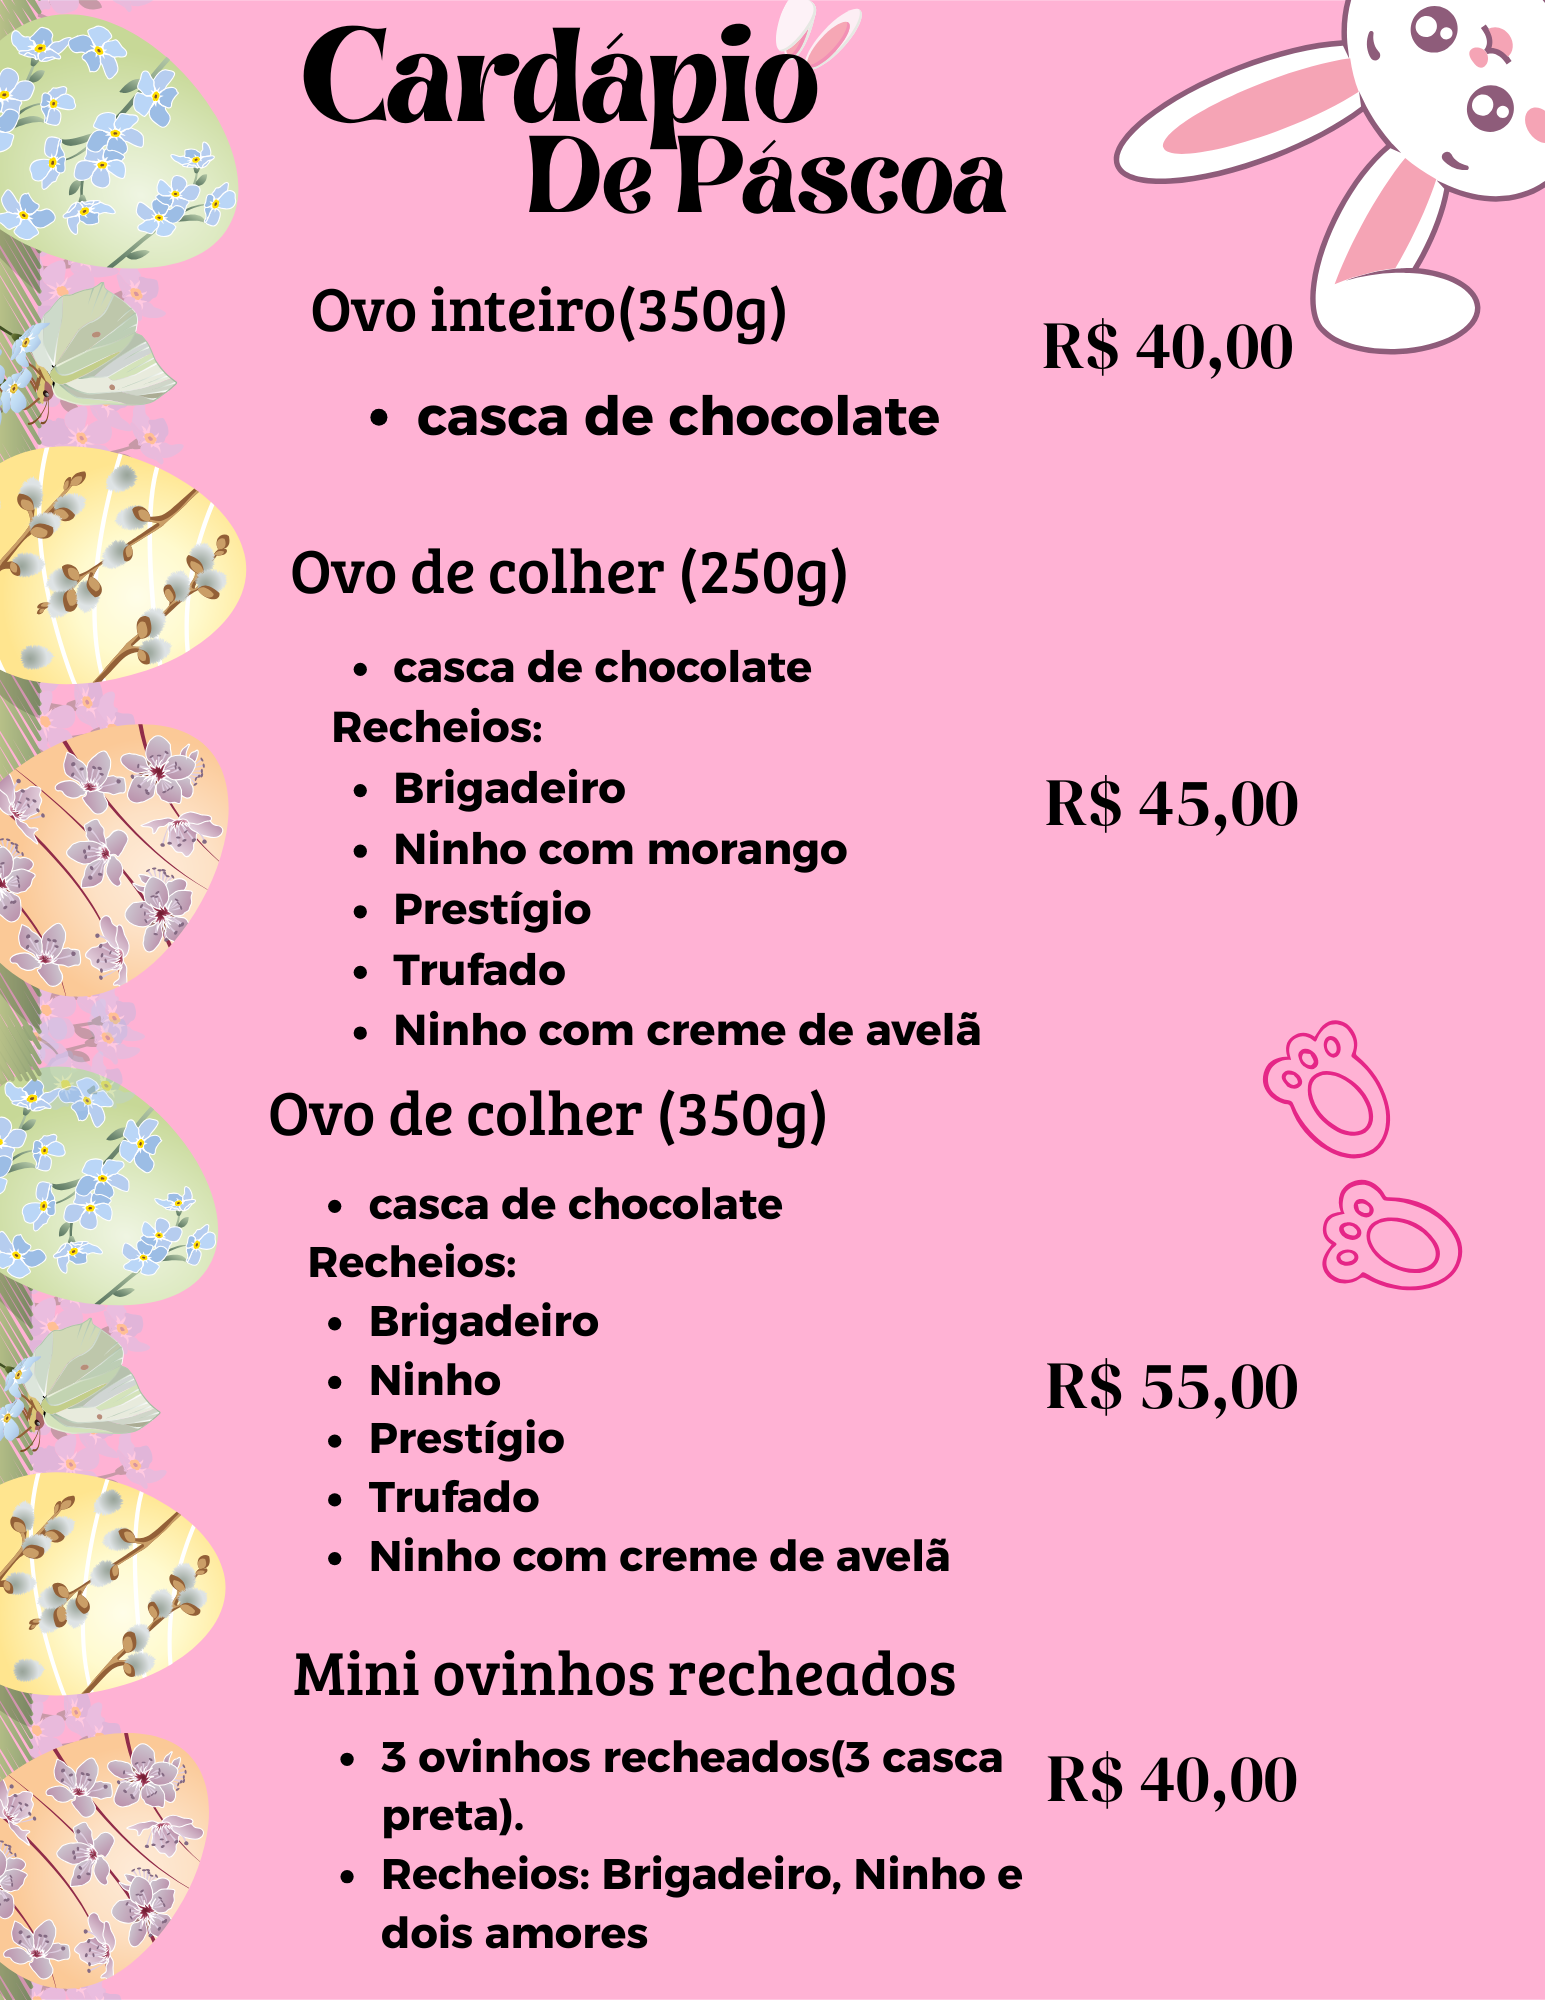 Cardápio
De Páscoa
Ovo inteiro(350g)
R$ 40,00
• casca de chocolate
Ovo de colher (250g)
• casca de chocolate
Recheios:
• Brigadeiro
R$ 45,00
• Ninho com morango
• Prestígio
• Trufado
• Ninho com creme de avelã
Ovo de colher (350g)
• casca de chocolate
Recheios:
• Brigadeiro
• Ninho
R$ 55,00
• Prestígio
• Trufado
• Ninho com creme de avelã
Mini ovinhos recheados
• 3 ovinhos recheados(3 casca
preta).
R$ 40,00
• Recheios: Brigadeiro, Ninho e
dois amores